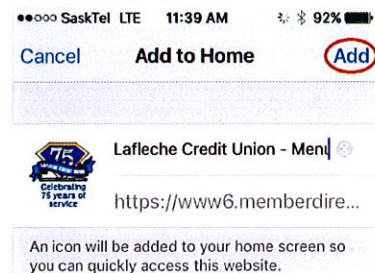 ●●○○○ SaskTel LTE 11:39 AM 92%
Cancel Add to Home Add
75
Lafleche Credit Union - Menu
Celebrating
75 years of
service
https://www6.memberdire...
An icon will be added to your home screen so
you can quickly access this website.